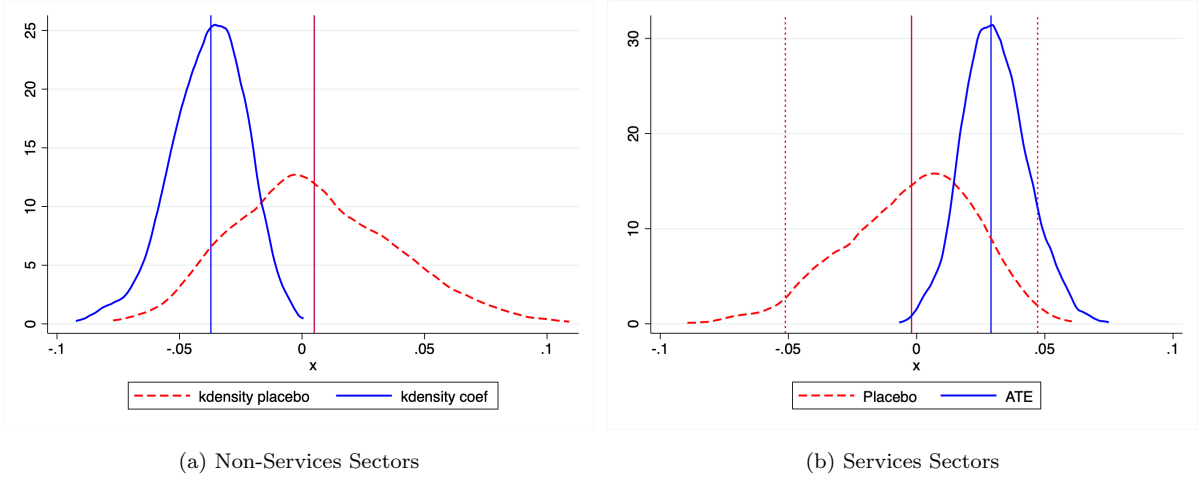 25
20
15
10
5
0
-.1 -.05 0 .05 .1
x
kdensity placebo kdensity coef
(a) Non-Services Sectors
30
20
10
0
-.1 -.05 0 .05 .1
x
Placebo ATE
(b) Services Sectors